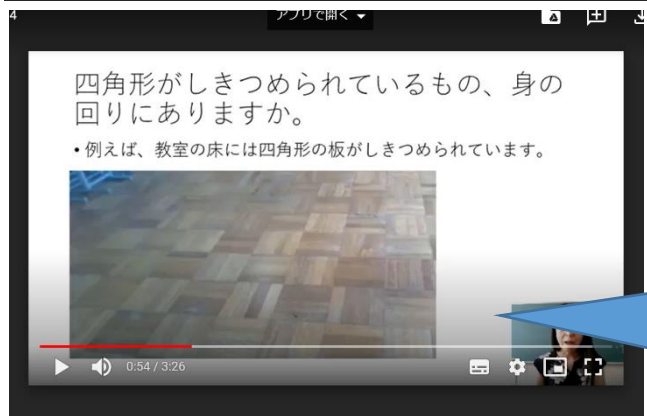 4
アプリで開く
四角形がしきつめられているもの、身の
回りにありますか。
• 例えば、教室の床には四角形の板がしきつめられています。
0:54 / 3:26